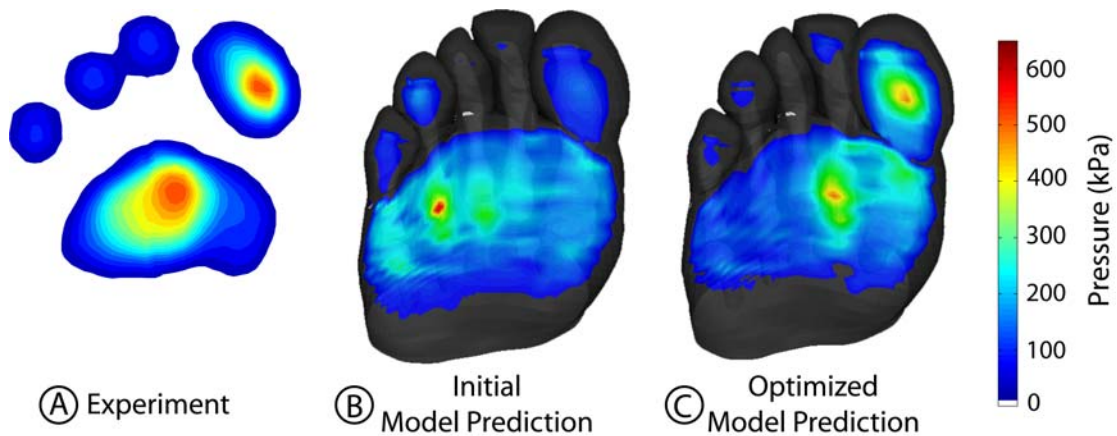 600
500
400
300
200
100
0
Pressure (kPa)
A Experiment
B Initial
Model Prediction
C Optimized
Model Prediction